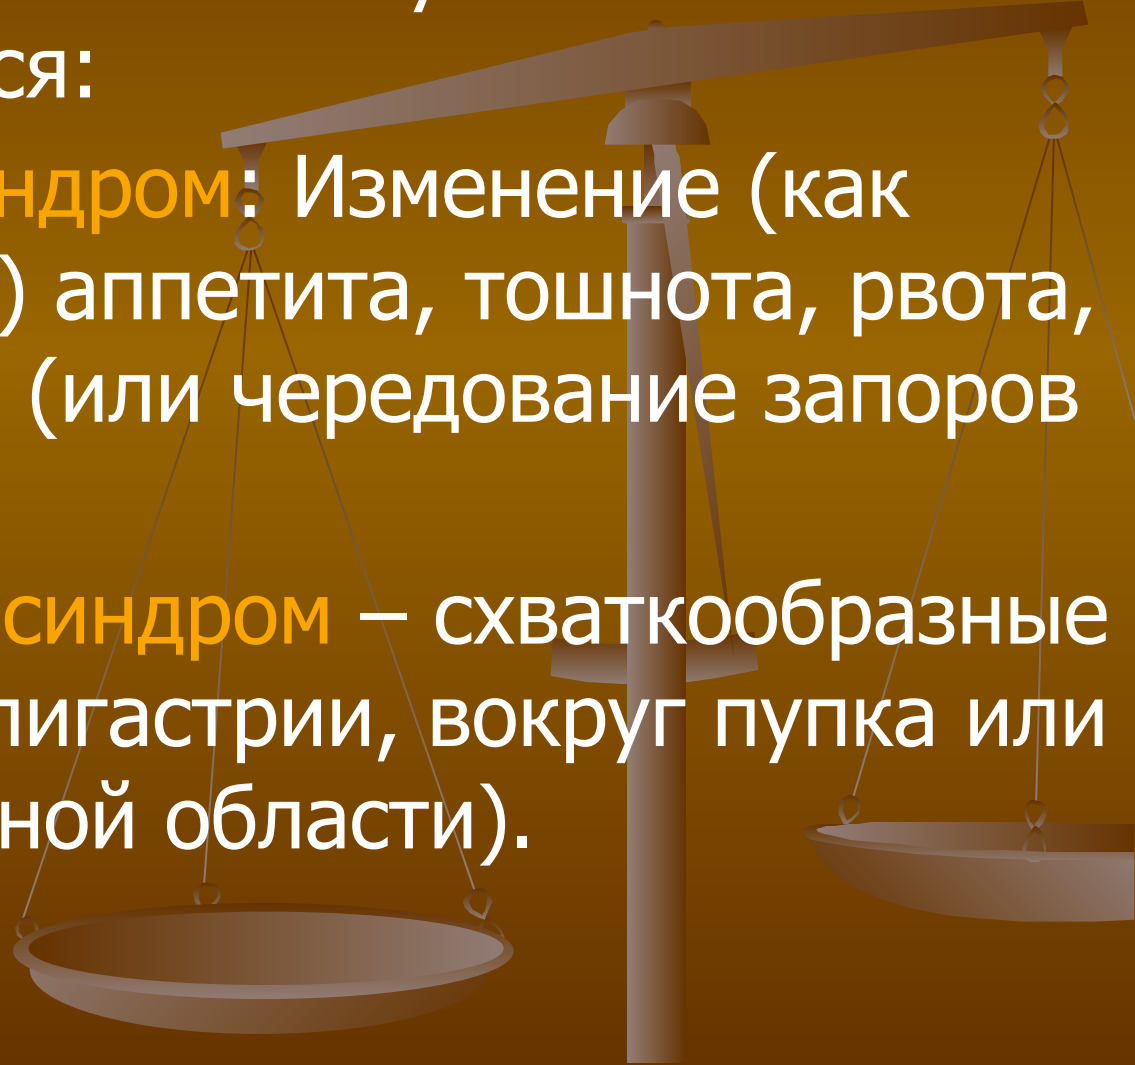 ся:
ндром: Изменение (как
) аппетита, тошнота, рвота,
(или чередование запоров
синдром – схваткообразные
пигастрии, вокруг пупка или
ной области).